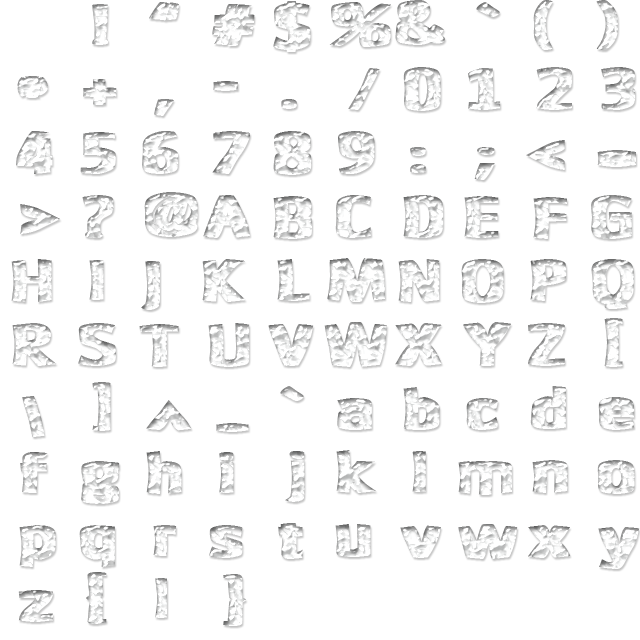 ! " # $ % & ' ( )
* + , - . / 0 1 2 3
4 5 6 7 8 9 : ; < =
> ? @ A B C D E F G
H I J K L M N O P Q
R S T U V W X Y Z [
\ ] ^ _ ` a b c d e
f g h i j k l m n o
p q r s t u v w x y
z { | }